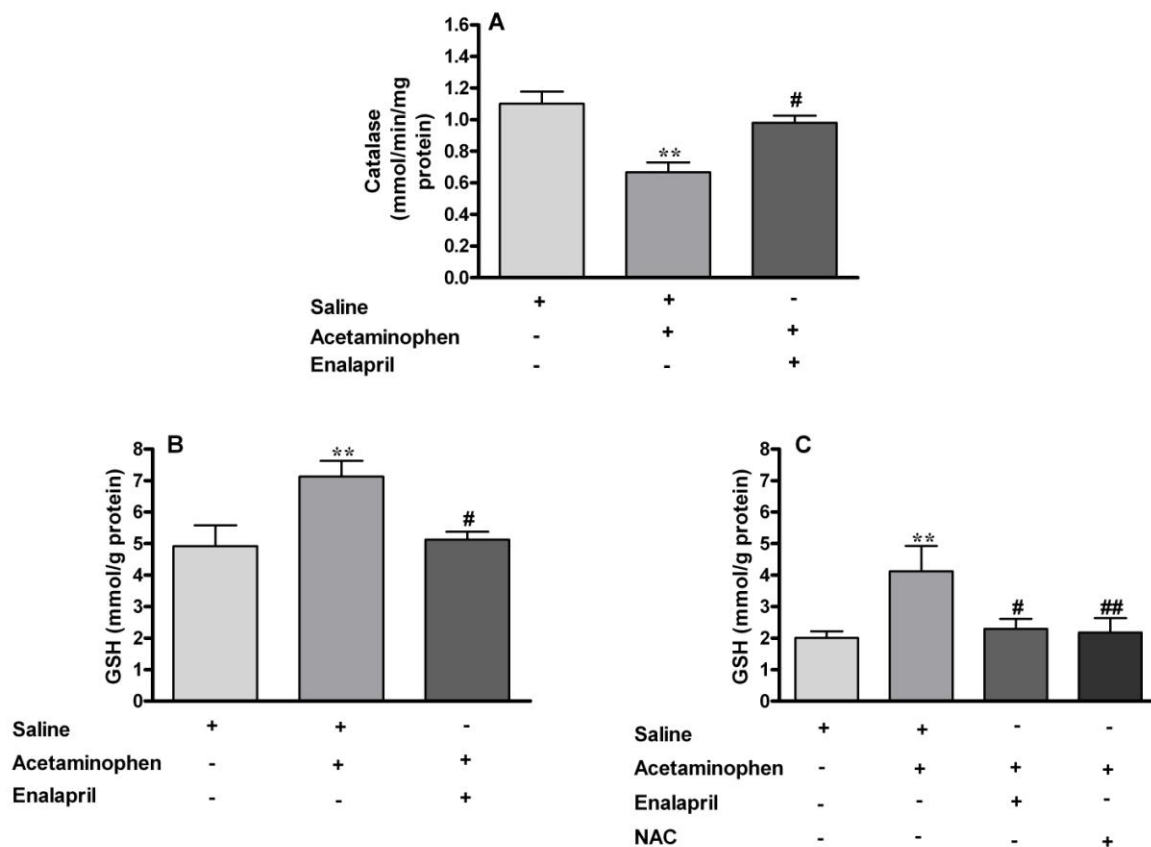 A
Catalase
(mmol/min/mg
protein)
1.6
1.4
1.2
1.0
0.8
0.6
0.4
0.2
0.0
**
#
Saline + + -
Acetaminophen - + +
Enalapril - - +
B
GSH (mmol/g protein)
8
7
6
5
4
3
2
1
0
**
#
Saline + + -
Acetaminophen - + +
Enalapril - - +
C
GSH (mmol/g protein)
8
7
6
5
4
3
2
1
0
**
#
##
Saline + + - -
Acetaminophen - + + +
Enalapril - - + -
NAC - - - +